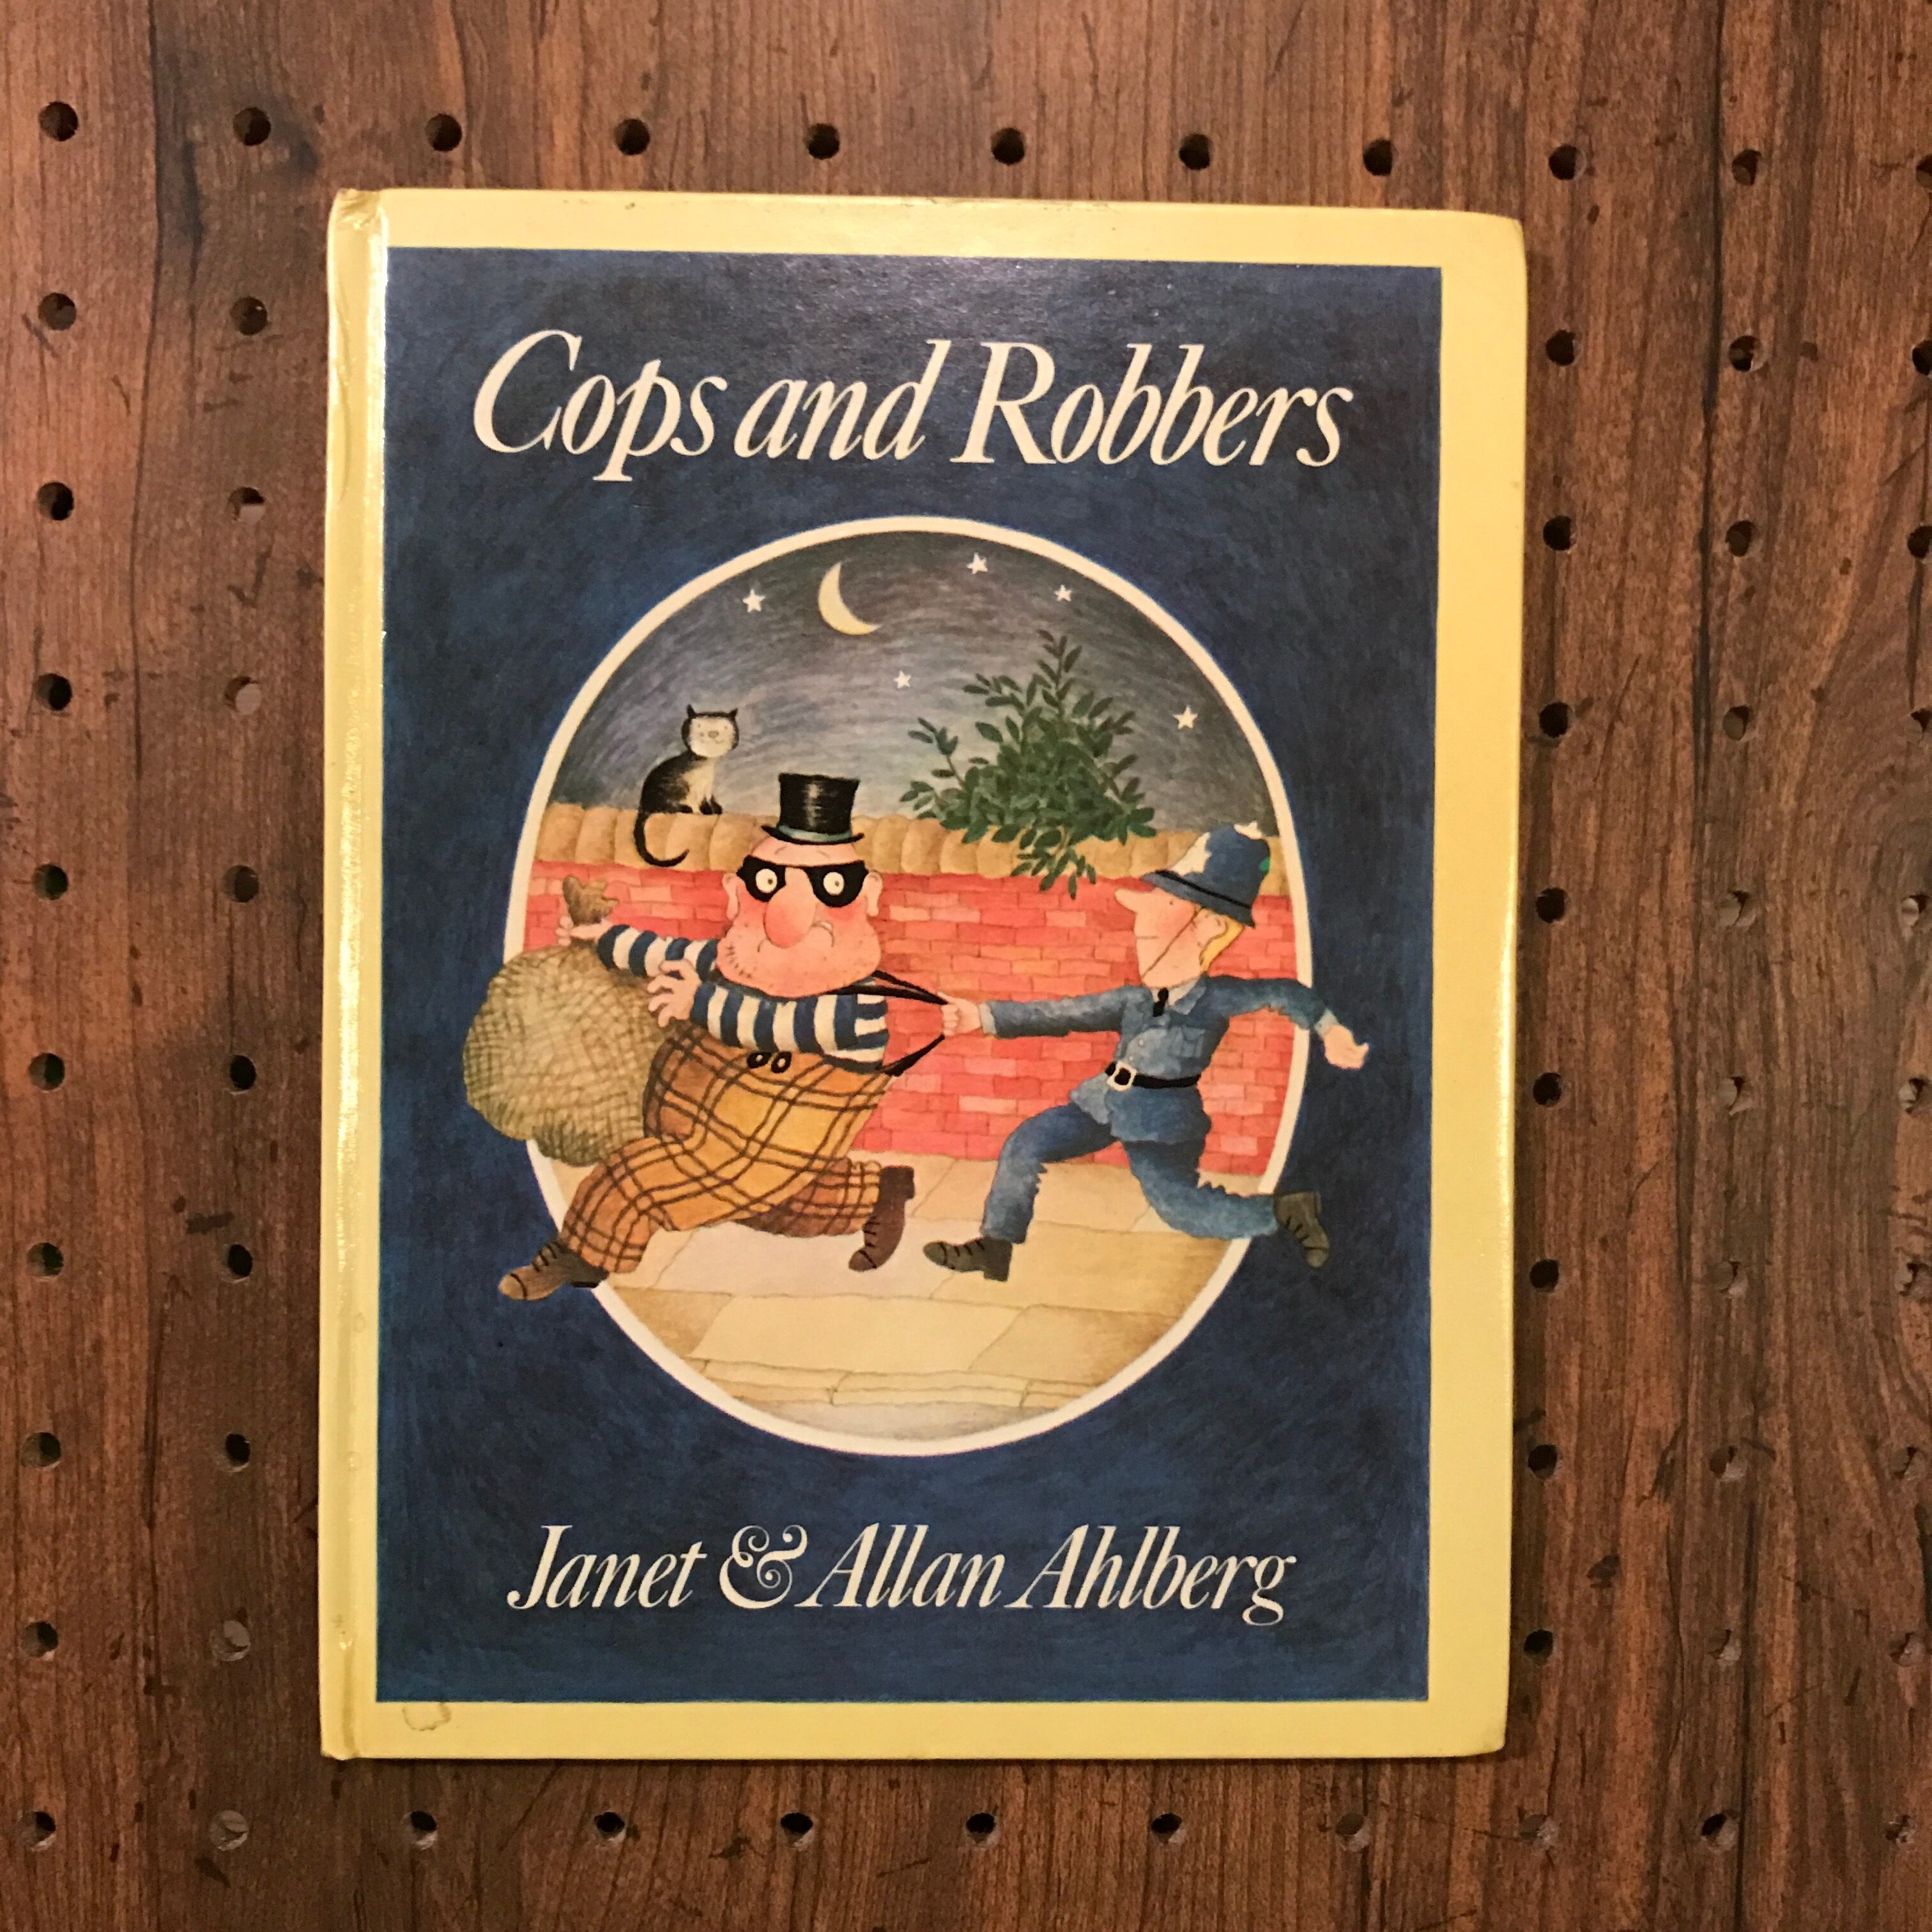 Cops and Robbers
Janet & Allan Ahlberg